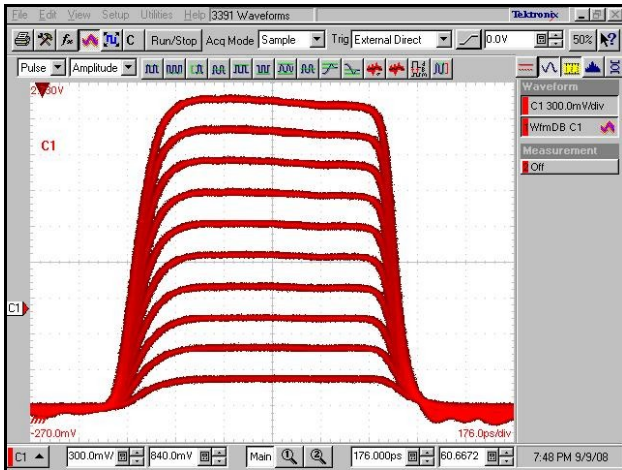 File Edit View Setup Utilities Help 3391 Waveforms Tektronix
C Run/Stop Acq Mode Sample Trig External Direct 0.0V 50%
Pulse Amplitude
C1
Waveform
C1 300.0mV/div
WfmDB C1
Measurement
Off
C1
-270.0mV 176.0ps/div
C1 300.0mV/ 840.0mV Main 176.000ps 60.6672 7:48 PM 9/9/08